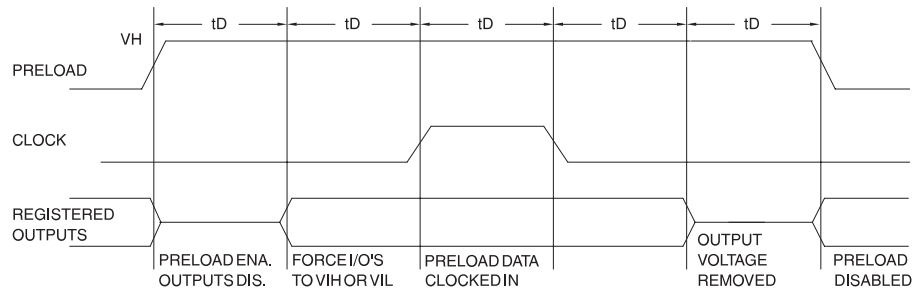 tD tD tD tD tD
VH
PRELOAD
CLOCK
REGISTERED
OUTPUTS
PRELOAD ENA.
OUTPUTS DIS.
FORCE I/O'S
TO VIH OR VIL
PRELOAD DATA
CLOCKED IN
OUTPUT
VOLTAGE
REMOVED
PRELOAD
DISABLED